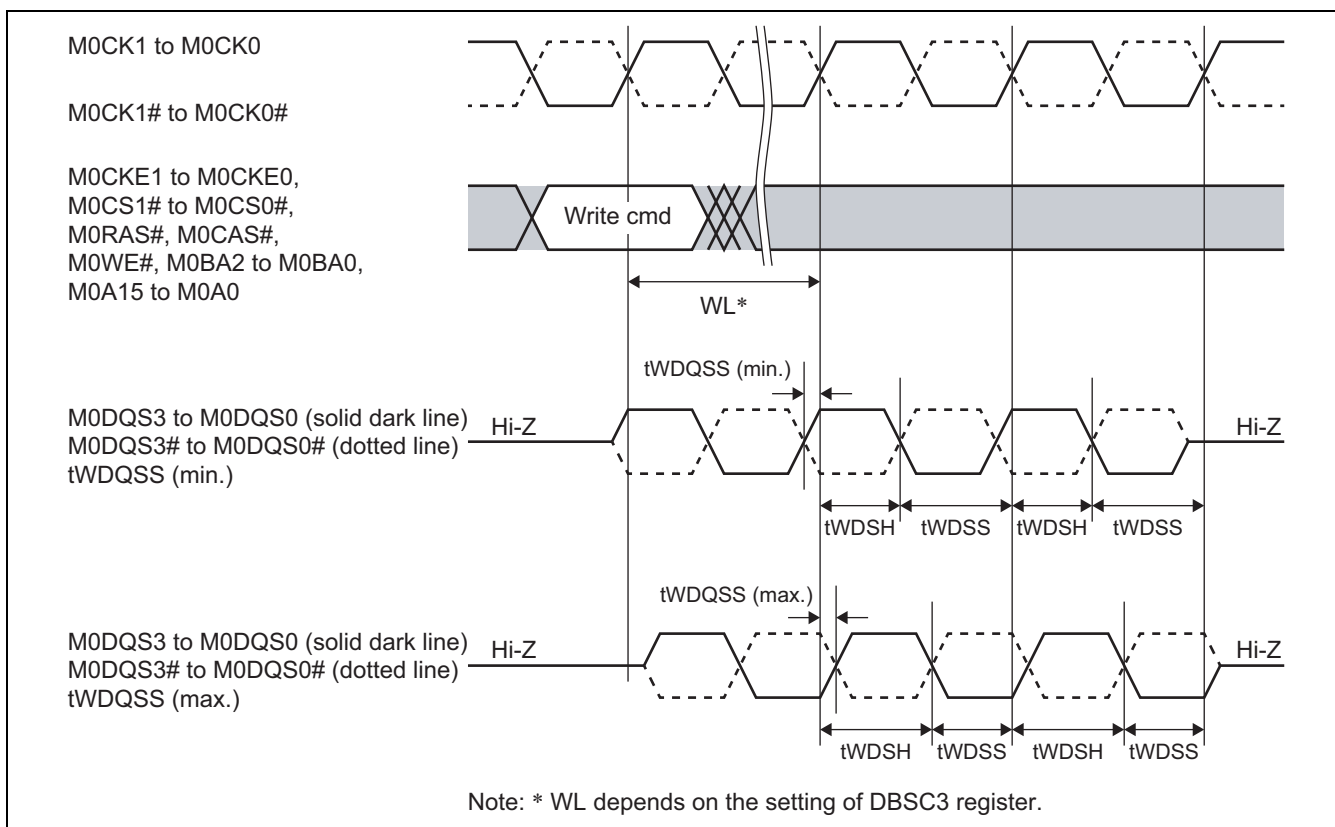 M0CK1 to M0CK0
M0CK1# to M0CK0#
M0CKE1 to M0CKE0,
M0CS1# to M0CS0#,
M0RAS#, M0CAS#,
M0WE#, M0BA2 to M0BA0,
M0A15 to M0A0
Write cmd
WL*
tWDQSS (min.)
M0DQS3 to M0DQS0 (solid dark line)
M0DQS3# to M0DQS0# (dotted line)
tWDQSS (min.)
Hi-Z
Hi-Z
tWDSH
tWDSS
tWDSH
tWDSS
tWDQSS (max.)
M0DQS3 to M0DQS0 (solid dark line)
M0DQS3# to M0DQS0# (dotted line)
tWDQSS (max.)
Hi-Z
Hi-Z
tWDSH
tWDSS
tWDSH
tWDSS
Note: * WL depends on the setting of DBSC3 register.